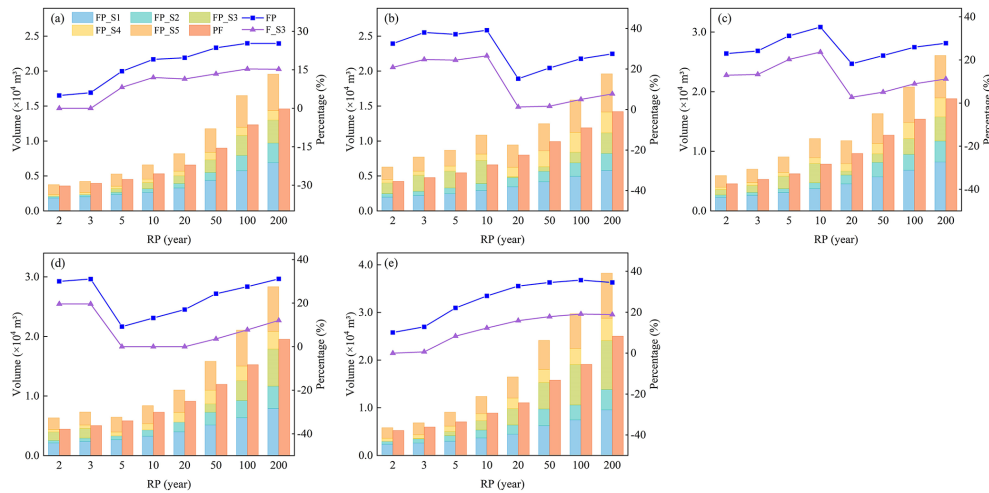 (a) FP_S1 FP_S2 FP_S3 FP
FP_S4 FP_S5 PF F_S3
Volume (×10⁴ m³)
2.5
2.0
1.5
1.0
0.5
0.0
30
15
0
-15
-30
Percentage (%)
2 3 5 10 20 50 100 200
RP (year)
(b)
Volume (×10⁴ m³)
2.5
2.0
1.5
1.0
0.5
0.0
40
20
0
-20
-40
Percentage (%)
2 3 5 10 20 50 100 200
RP (year)
(c)
Volume (×10⁴ m³)
3.0
2.0
1.0
0.0
40
20
0
-20
-40
Percentage (%)
2 3 5 10 20 50 100 200
RP (year)
(d)
Volume (×10⁴ m³)
3.0
2.0
1.0
0.0
40
20
0
-20
-40
Percentage (%)
2 3 5 10 20 50 100 200
RP (year)
(e)
Volume (×10⁴ m³)
4.0
3.0
2.0
1.0
0.0
40
20
0
-20
-40
Percentage (%)
2 3 5 10 20 50 100 200
RP (year)